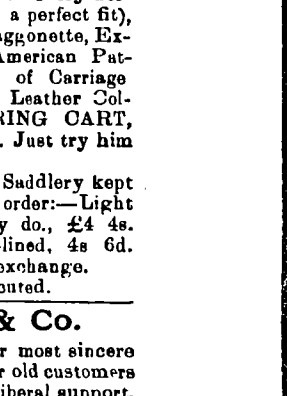 a perfect fit),
aggonette, Ex-
American Pat-
of Carriage
Leather Col-
RING CART,
. Just try him
Saddlery kept
order:—Light
y do., £4 4s.
-lined, 4s 6d.
exchange.
outed.
& Co.
r most sincere
r old customers
iberal support.